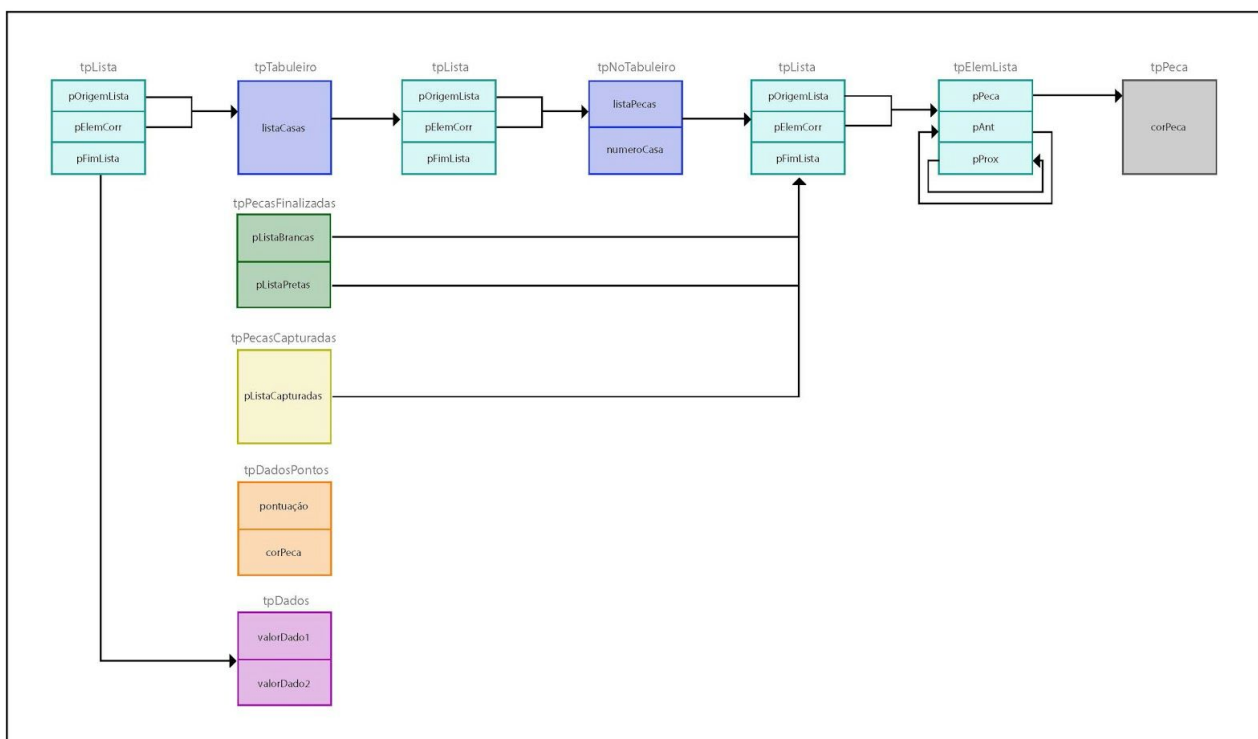 tpLista
pOrigemLista
pElemCorr
pFimLista
tpTabuleiro
listaCasas
tpLista
pOrigemLista
pElemCorr
pFimLista
tpNoTabuleiro
listaPecas
numeroCasa
tpLista
pOrigemLista
pElemCorr
pFimLista
tpElemLista
pPeca
pAnt
pProx
tpPeca
corPeca
tpPecasFinalizadas
pListaBrancas
pListaPretas
tpPecasCapturadas
pListaCapturadas
tpDadosPontos
pontuação
corPeca
tpDados
valorDado1
valorDado2